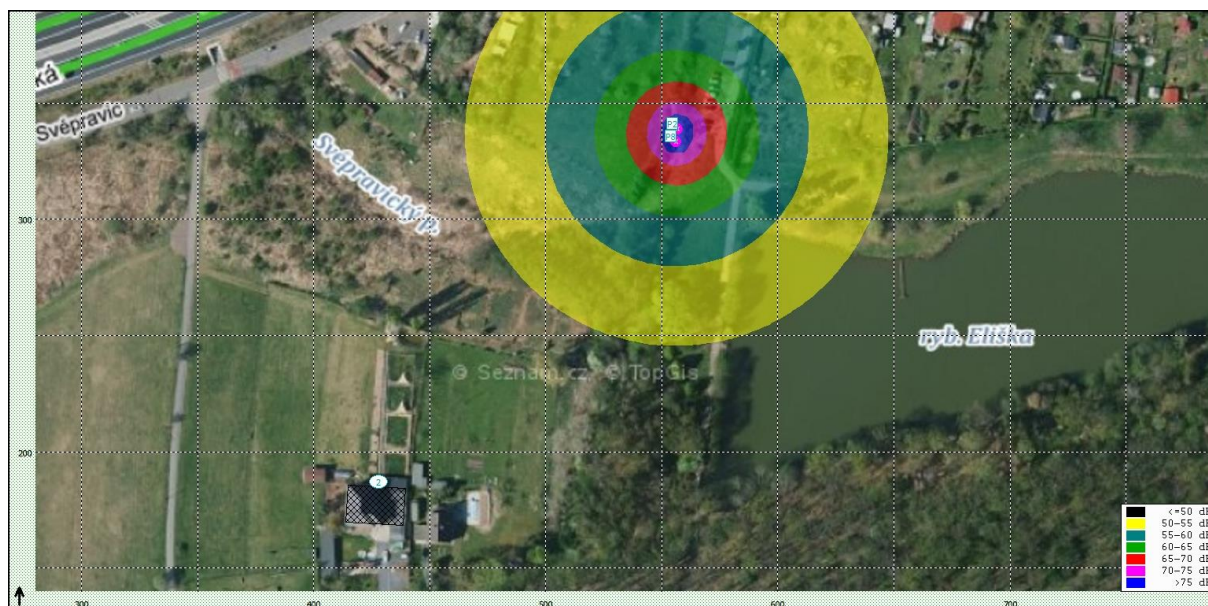 ká
Svépravic
Svépravický p.
P2
300
ryb. Eliška
© Seznam.cz, © TopGis
200
2
<=50 dB
50-55 dB
55-60 dB
60-65 dB
65-70 dB
70-75 dB
>75 dB
300
400
500
600
700